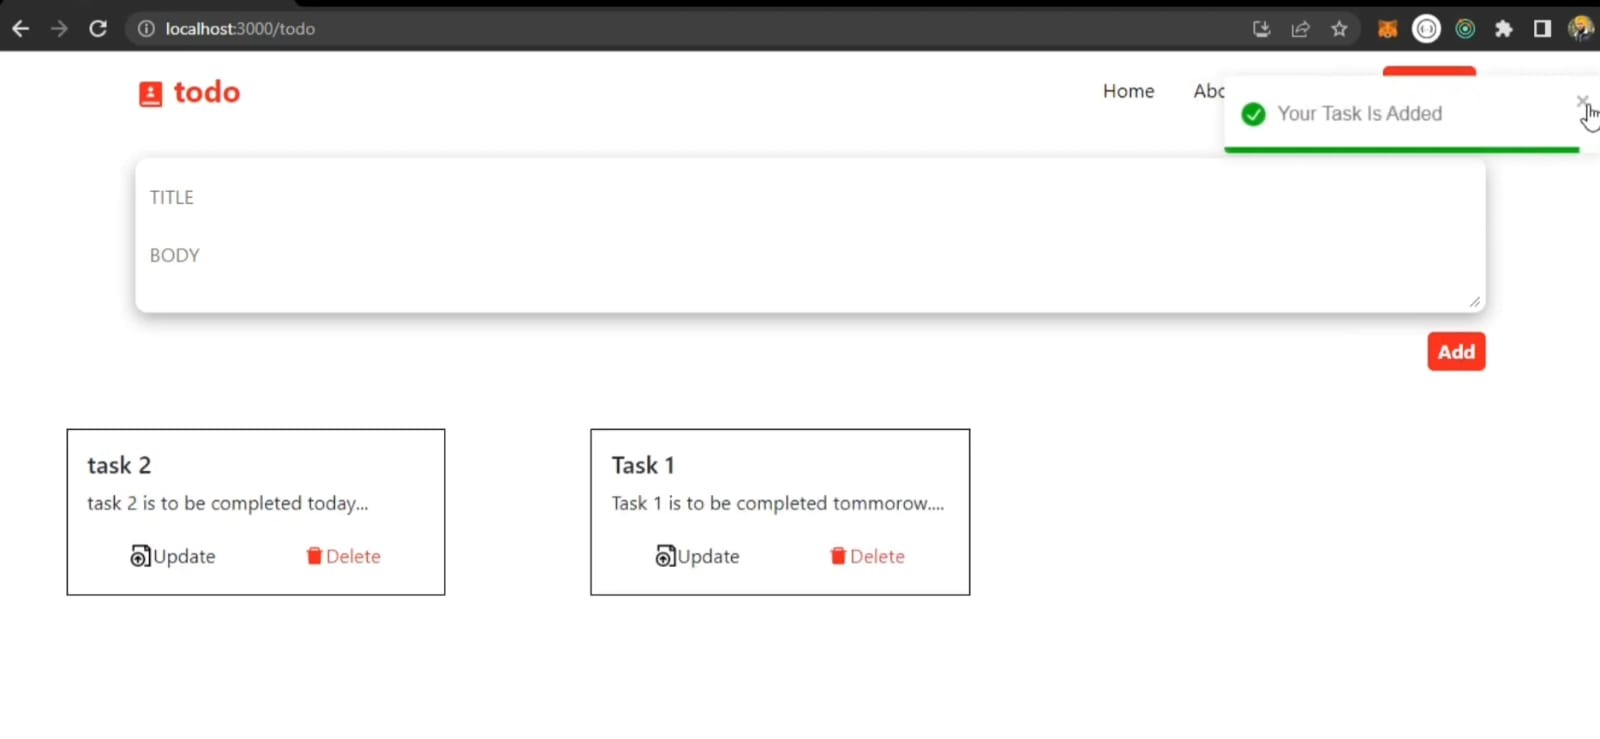 localhost:3000/todo
todo
Home
Your Task Is Added
TITLE
BODY
Add
task 2
task 2 is to be completed today...
Update Delete
Task 1
Task 1 is to be completed tommorow....
Update Delete